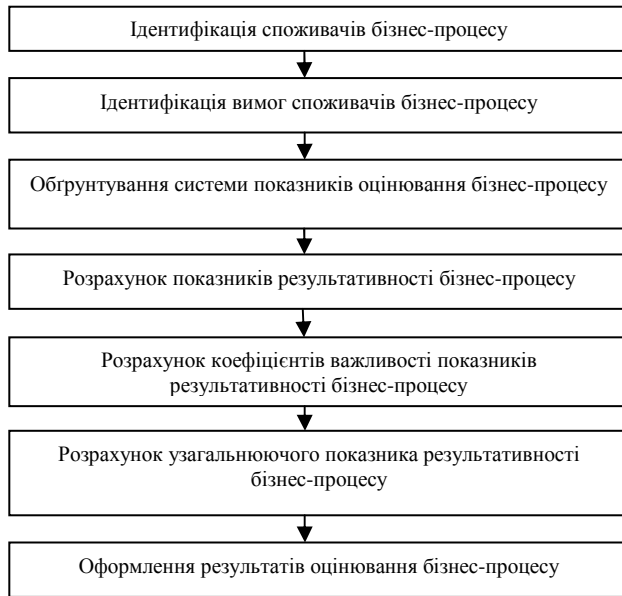 Ідентифікація споживачів бізнес-процесу
Ідентифікація вимог споживачів бізнес-процесу
Обґрунтування системи показників оцінювання бізнес-процесу
Розрахунок показників результативності бізнес-процесу
Розрахунок коефіцієнтів важливості показників
результативності бізнес-процесу
Розрахунок узагальнюючого показника результативності
бізнес-процесу
Оформлення результатів оцінювання бізнес-процесу